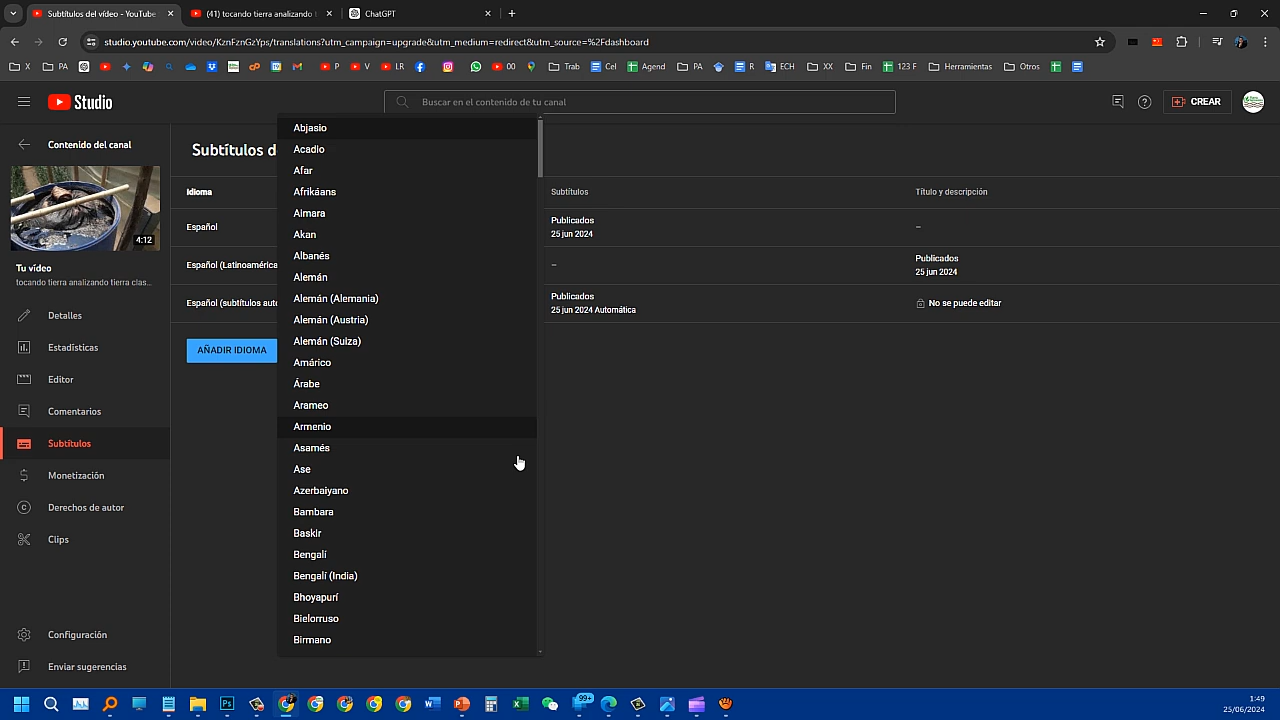 Subtítulos del vídeo - YouTube
(41) tocando tierra analizando
ChatGPT
studio.youtube.com/video/KznFznGzYps/translations?utm_campaign=upgrade&utm_medium=redirect&utm_source=%2Fdashboard
X PA P V LR 00 Trab Cel Agend PA R ECH XX Fin 123 F Herramientas Otros
Studio
Buscar en el contenido de tu canal
CREAR
Contenido del canal
4:12
Tu vídeo
tocando tierra analizando tierra clas...
Detalles
Estadísticas
Editor
Comentarios
Subtítulos
Monetización
Derechos de autor
Clips
Configuración
Enviar sugerencias
Subtítulos d
Idioma
Subtítulos
Título y descripción
Español
Publicados
25 jun 2024
–
Español (Latinoamérica
–
Publicados
25 jun 2024
Español (subtítulos auto
Publicados
25 jun 2024 Automática
No se puede editar
AÑADIR IDIOMA
Abjasio
Acadio
Afar
Afrikáans
Aimara
Akan
Albanés
Alemán
Alemán (Alemania)
Alemán (Austria)
Alemán (Suiza)
Amárico
Árabe
Arameo
Armenio
Asamés
Ase
Azerbaiyano
Bambara
Baskir
Bengalí
Bengalí (India)
Bhoyapurí
Bielorruso
Birmano
99+
1:49
25/06/2024